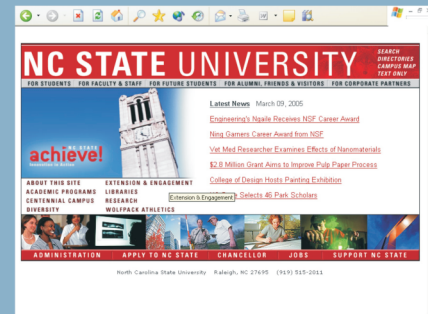 NC STATE UNIVERSITY
SEARCH
DIRECTORIES
CAMPUS MAP
TEXT ONLY
FOR STUDENTS FOR FACULTY & STAFF FOR FUTURE STUDENTS FOR ALUMNI, FRIENDS & VISITORS FOR CORPORATE PARTNERS
Latest News March 09, 2005
Engineering's Ngaile Receives NSF Career Award
Ning Gamers Career Award from NSF
Vet Med Researcher Examines Effects of Nanomaterials
$2.8 Million Grant Aims to Improve Pulp Paper Process
College of Design Hosts Painting Exhibition
Selects 46 Park Scholars
NC STATE
achieve!
ABOUT THIS SITE EXTENSION & ENGAGEMENT
ACADEMIC PROGRAMS LIBRARIES
CENTENNIAL CAMPUS RESEARCH
DIVERSITY WOLFPACK ATHLETICS
Extension & Engagement
ADMINISTRATION APPLY TO NC STATE CHANCELLOR JOBS SUPPORT NC STATE
North Carolina State University Raleigh, NC 27695 (919) 515-2011